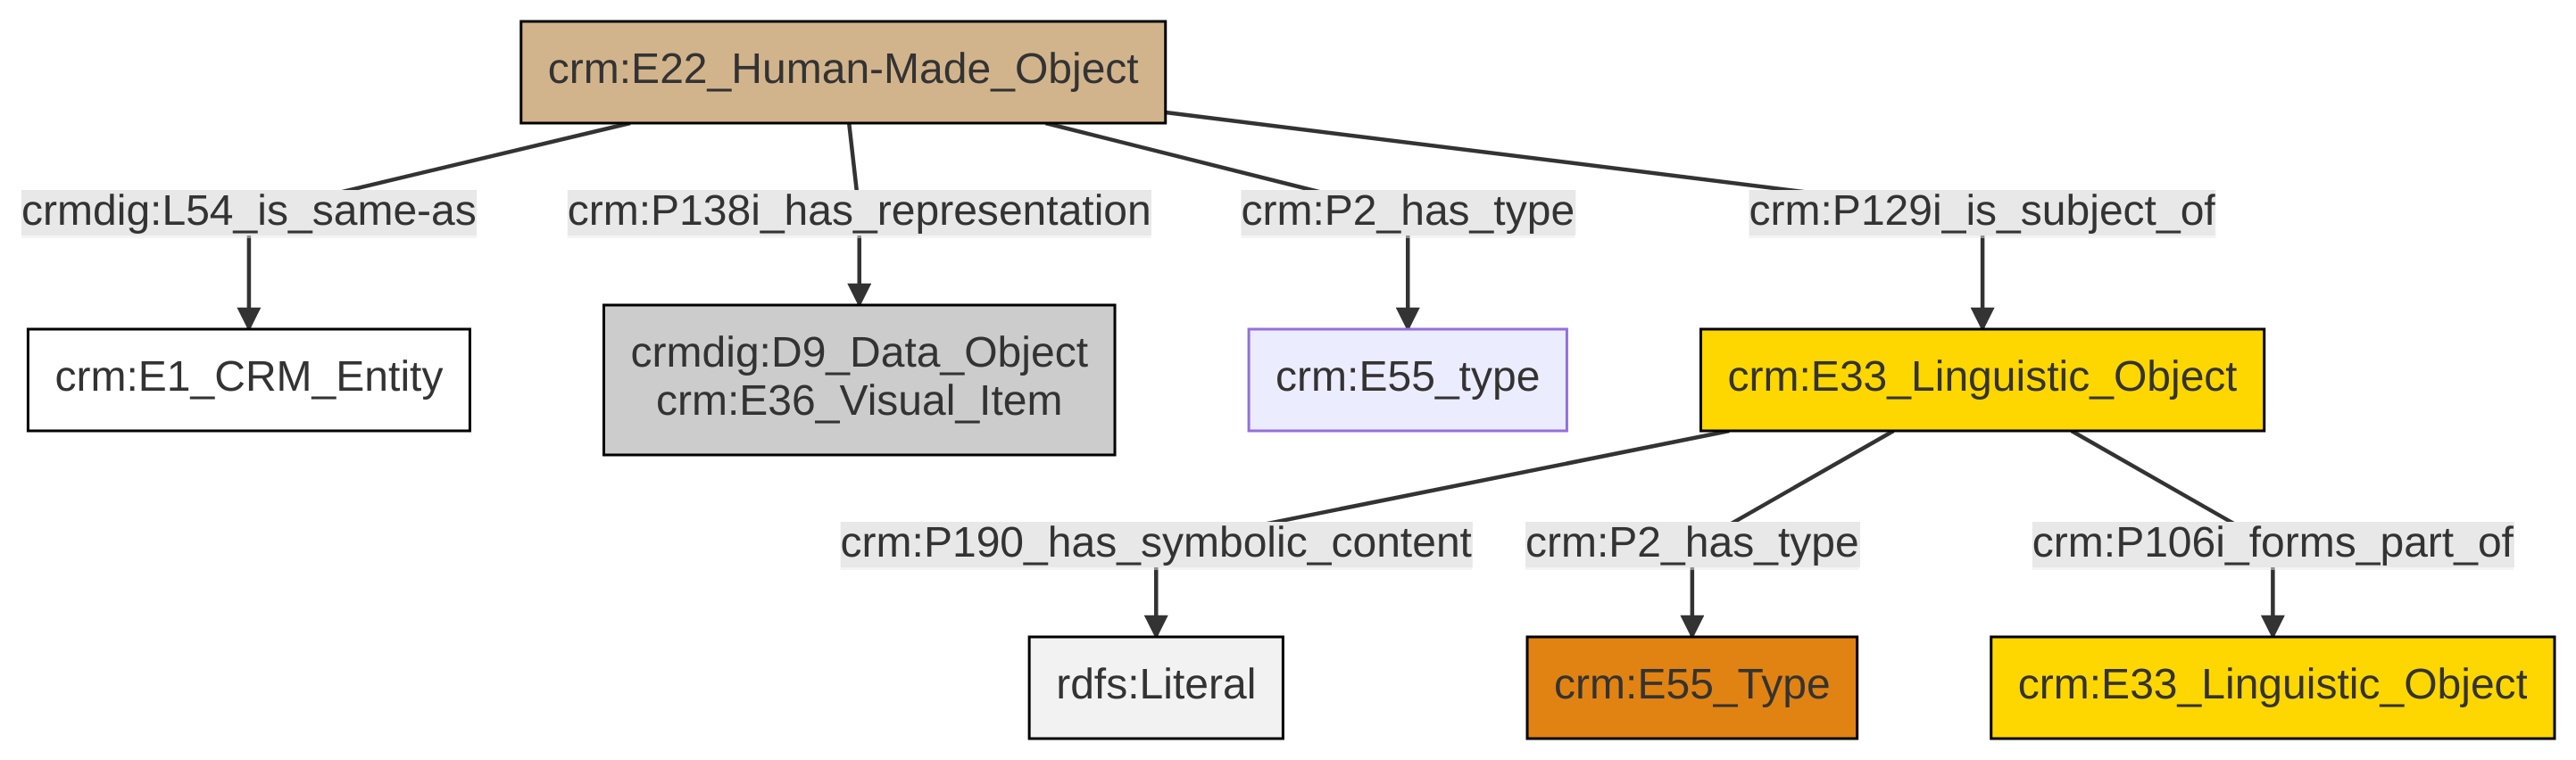 crm:E22_Human-Made_Object
crmdig:L54_is_same-as
crm:P138i_has_representation
crm:P2_has_type
crm:P129i_is_subject_of
crm:E1_CRM_Entity
crmdig:D9_Data_Object
crm:E36_Visual_Item
crm:E55_type
crm:E33_Linguistic_Object
crm:P190_has_symbolic_content
crm:P2_has_type
crm:P106i_forms_part_of
rdfs:Literal
crm:E55_Type
crm:E33_Linguistic_Object